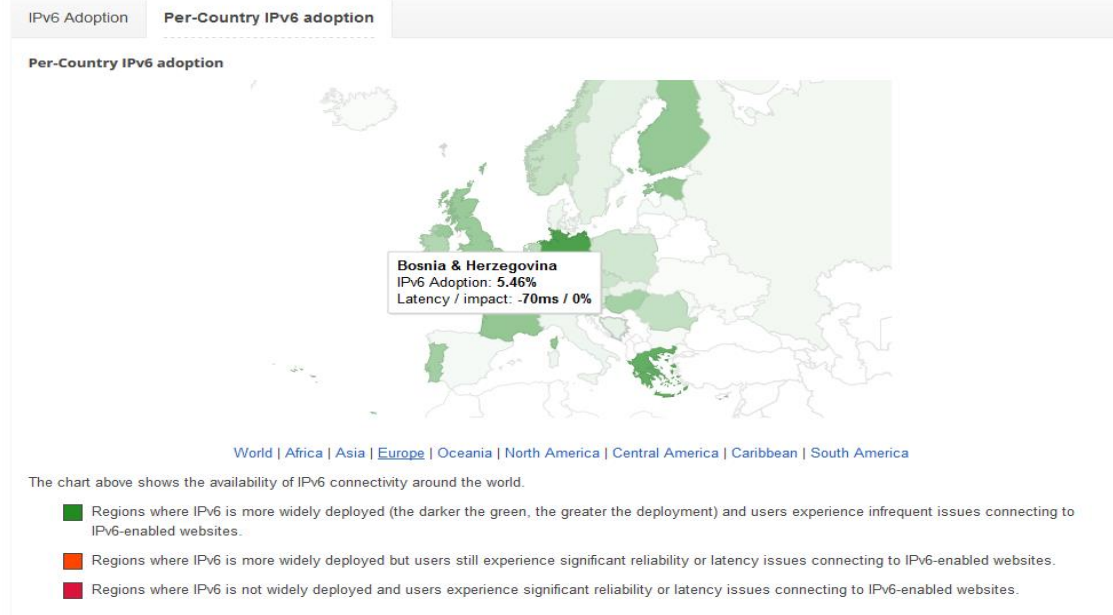 IPv6 Adoption
Per-Country IPv6 adoption
Per-Country IPv6 adoption
Bosnia & Herzegovina
IPv6 Adoption: 5.46%
Latency / impact: -70ms / 0%
World | Africa | Asia | Europe | Oceania | North America | Central America | Caribbean | South America
The chart above shows the availability of IPv6 connectivity around the world.
Regions where IPv6 is more widely deployed (the darker the green, the greater the deployment) and users experience infrequent issues connecting to
IPv6-enabled websites.
Regions where IPv6 is more widely deployed but users still experience significant reliability or latency issues connecting to IPv6-enabled websites.
Regions where IPv6 is not widely deployed and users experience significant reliability or latency issues connecting to IPv6-enabled websites.